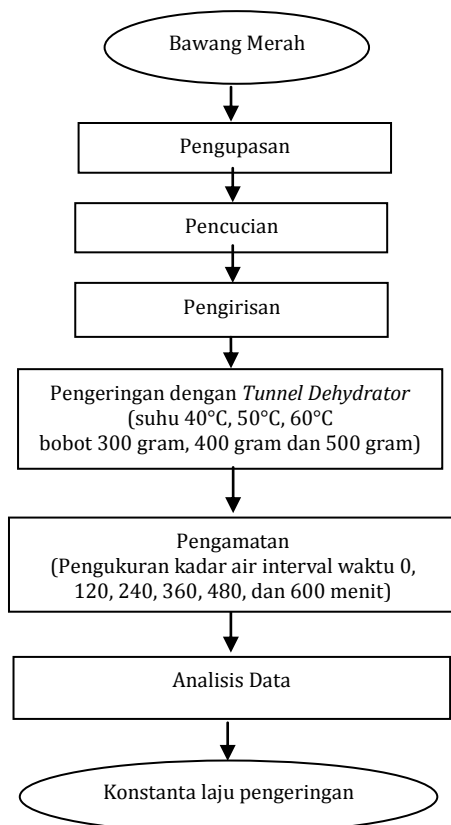 Bawang Merah
Pengupasan
Pencucian
Pengirisan
Pengeringan dengan Tunnel Dehydrator
(suhu 40°C, 50°C, 60°C
bobot 300 gram, 400 gram dan 500 gram)
Pengamatan
(Pengukuran kadar air interval waktu 0,
120, 240, 360, 480, dan 600 menit)
Analisis Data
Konstanta laju pengeringan